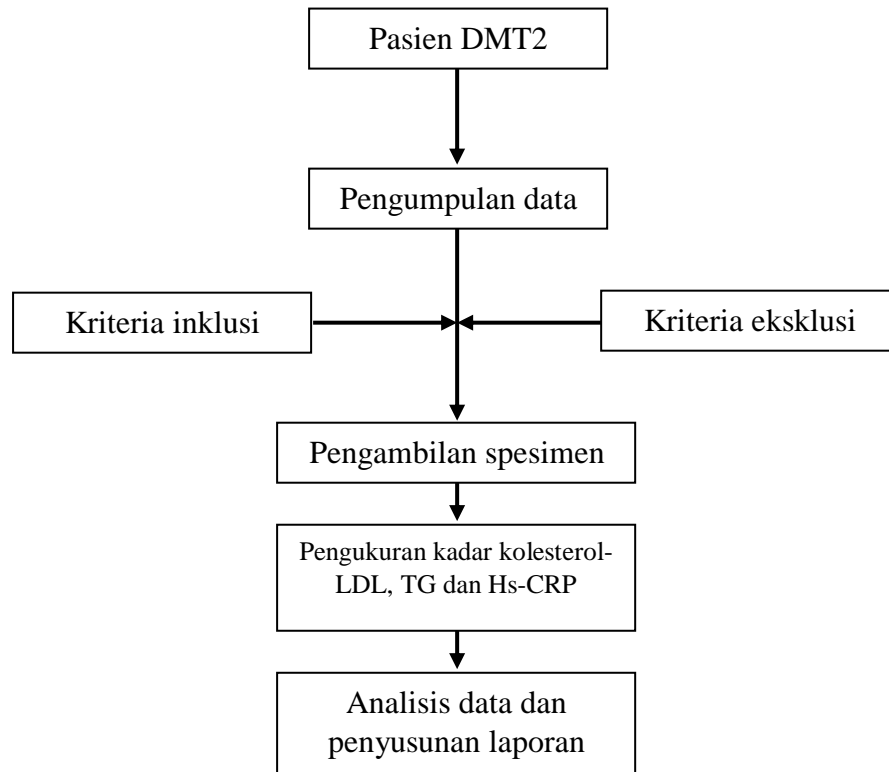 Pasien DMT2
Pengumpulan data
Kriteria inklusi
Kriteria eksklusi
Pengambilan spesimen
Pengukuran kadar kolesterol-
LDL, TG dan Hs-CRP
Analisis data dan
penyusunan laporan